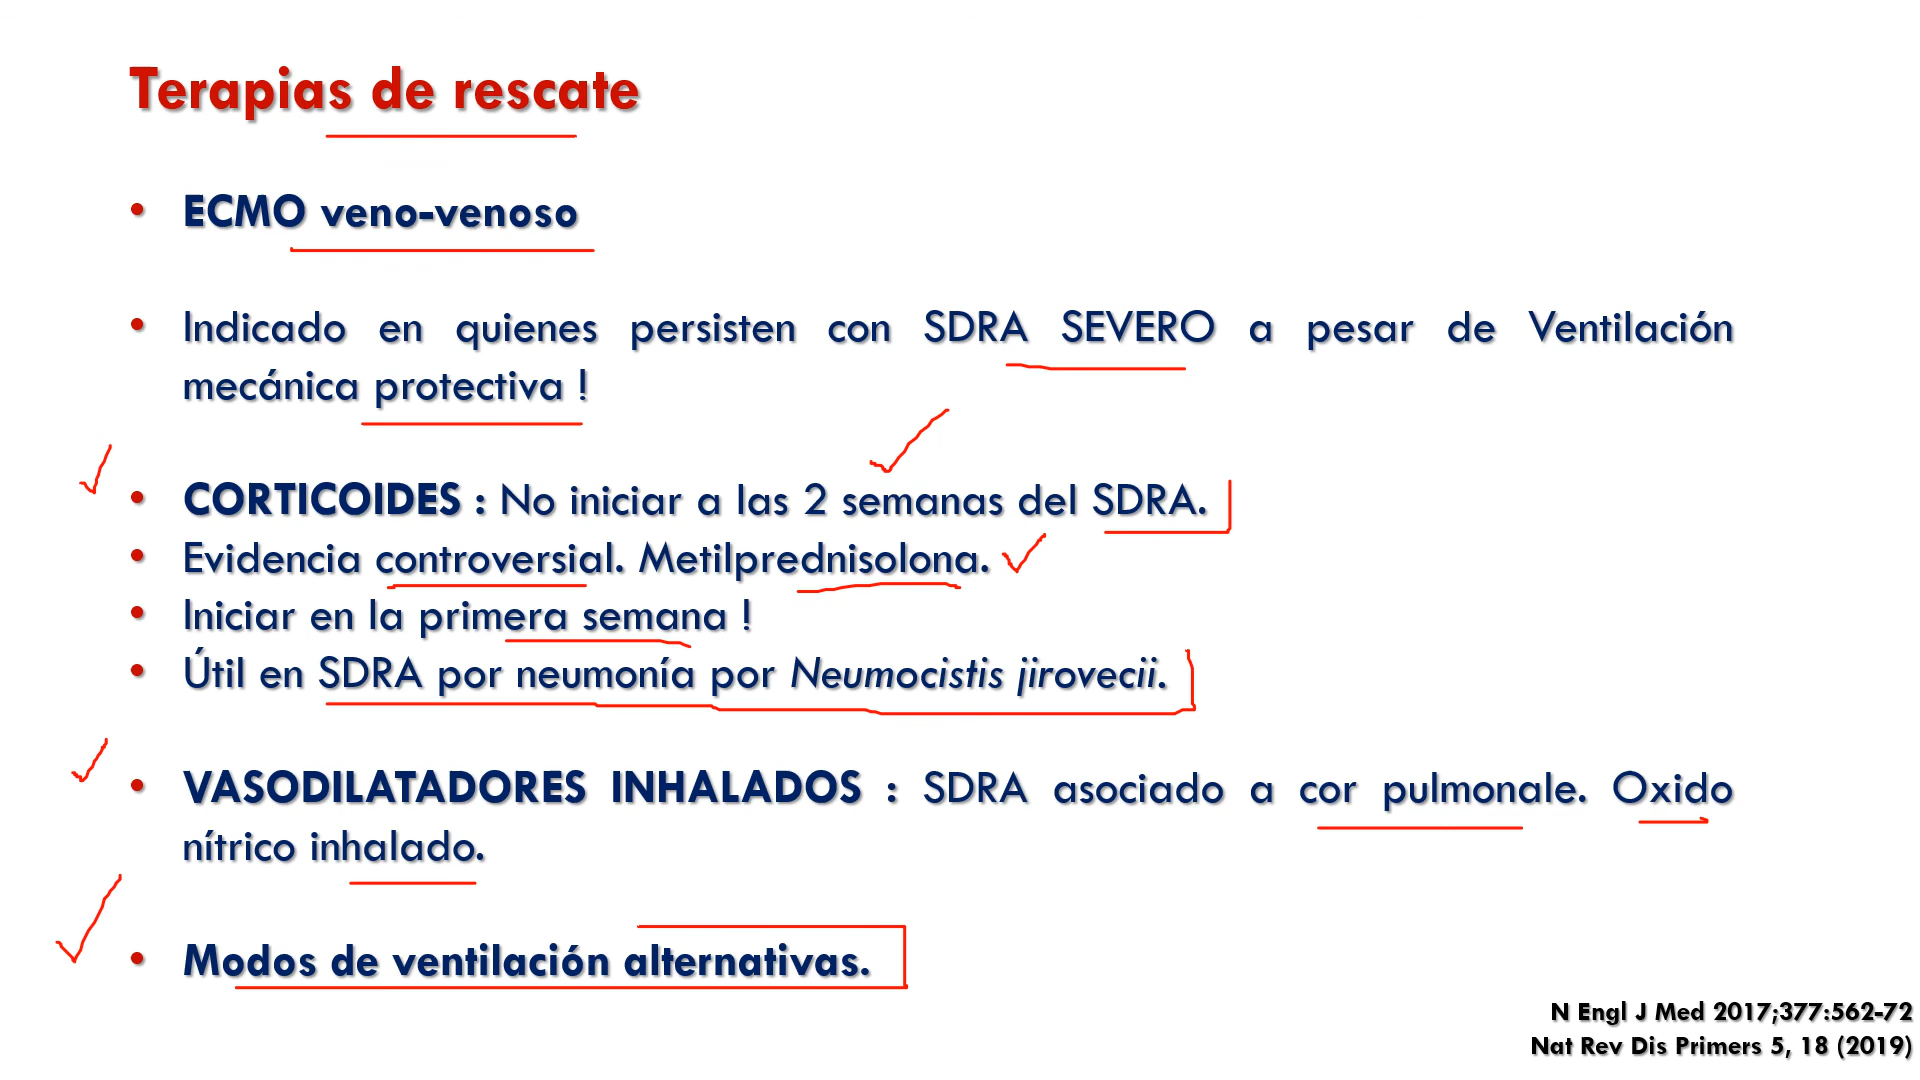 Terapias de rescate
• ECMO veno-venoso
• Indicado en quienes persisten con SDRA SEVERO a pesar de Ventilación
mecánica protectiva !
• CORTICOIDES : No iniciar a las 2 semanas del SDRA.
• Evidencia controversial. Metilprednisolona.
• Iniciar en la primera semana !
• Útil en SDRA por neumonía por Neumocistis jirovecii.
• VASODILATADORES INHALADOS : SDRA asociado a cor pulmonale. Oxido
nítrico inhalado.
• Modos de ventilación alternativas.
N Engl J Med 2017;377:562-72
Nat Rev Dis Primers 5, 18 (2019)